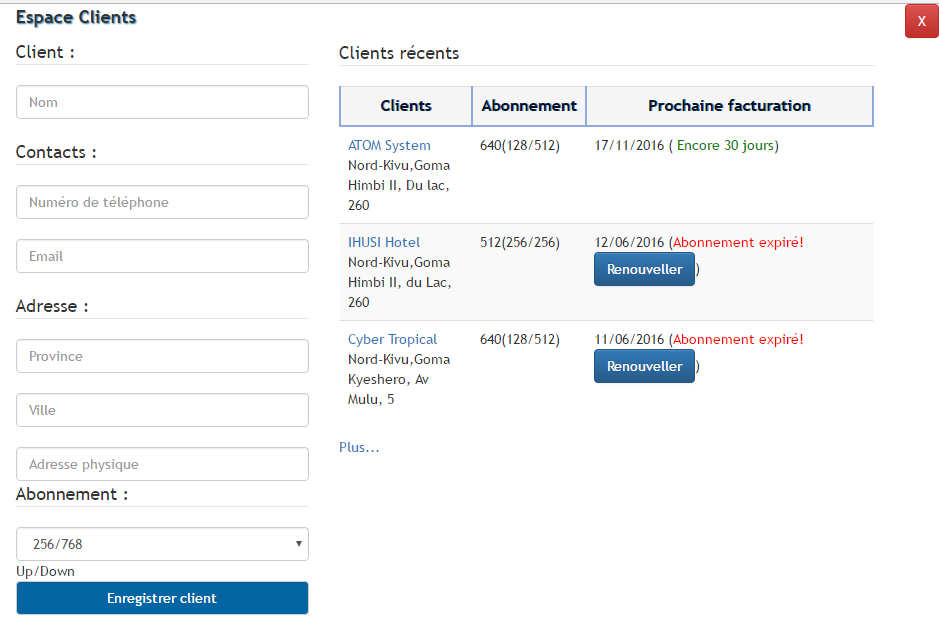 Espace Clients
X
Client :
Nom
Contacts :
Numéro de téléphone
Email
Adresse :
Province
Ville
Adresse physique
Abonnement :
256/768
Up/Down
Enregistrer client
Clients récents
Clients Abonnement Prochaine facturation
ATOM System 640(128/512) 17/11/2016 ( Encore 30 jours)
Nord-Kivu,Goma
Himbi II, Du lac,
260
IHUSI Hotel 512(256/256) 12/06/2016 (Abonnement expiré!
Nord-Kivu,Goma Renouveller )
Himbi II, du Lac,
260
Cyber Tropical 640(128/512) 11/06/2016 (Abonnement expiré!
Nord-Kivu,Goma Renouveller )
Kyeshero, Av
Mulu, 5
Plus...